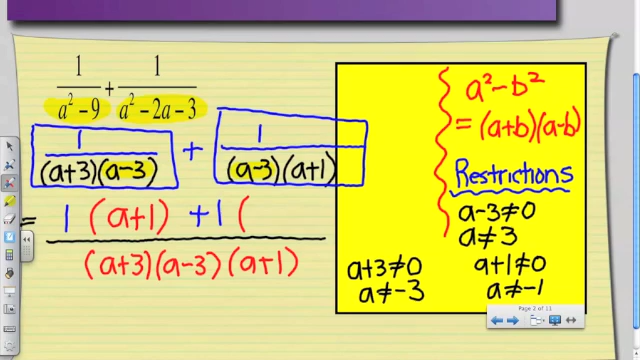 1/(a² − 9) + 1/(a² − 2a − 3)
1/((a+3)(a−3)) + 1/((a−3)(a+1))
= (1(a+1) + 1(
(a+3)(a−3)(a+1)
a² − b²
= (a+b)(a−b)
Restrictions
a−3≠0
a≠3
a+3≠0
a≠−3
a+1≠0
a≠−1
Page 2 of 11